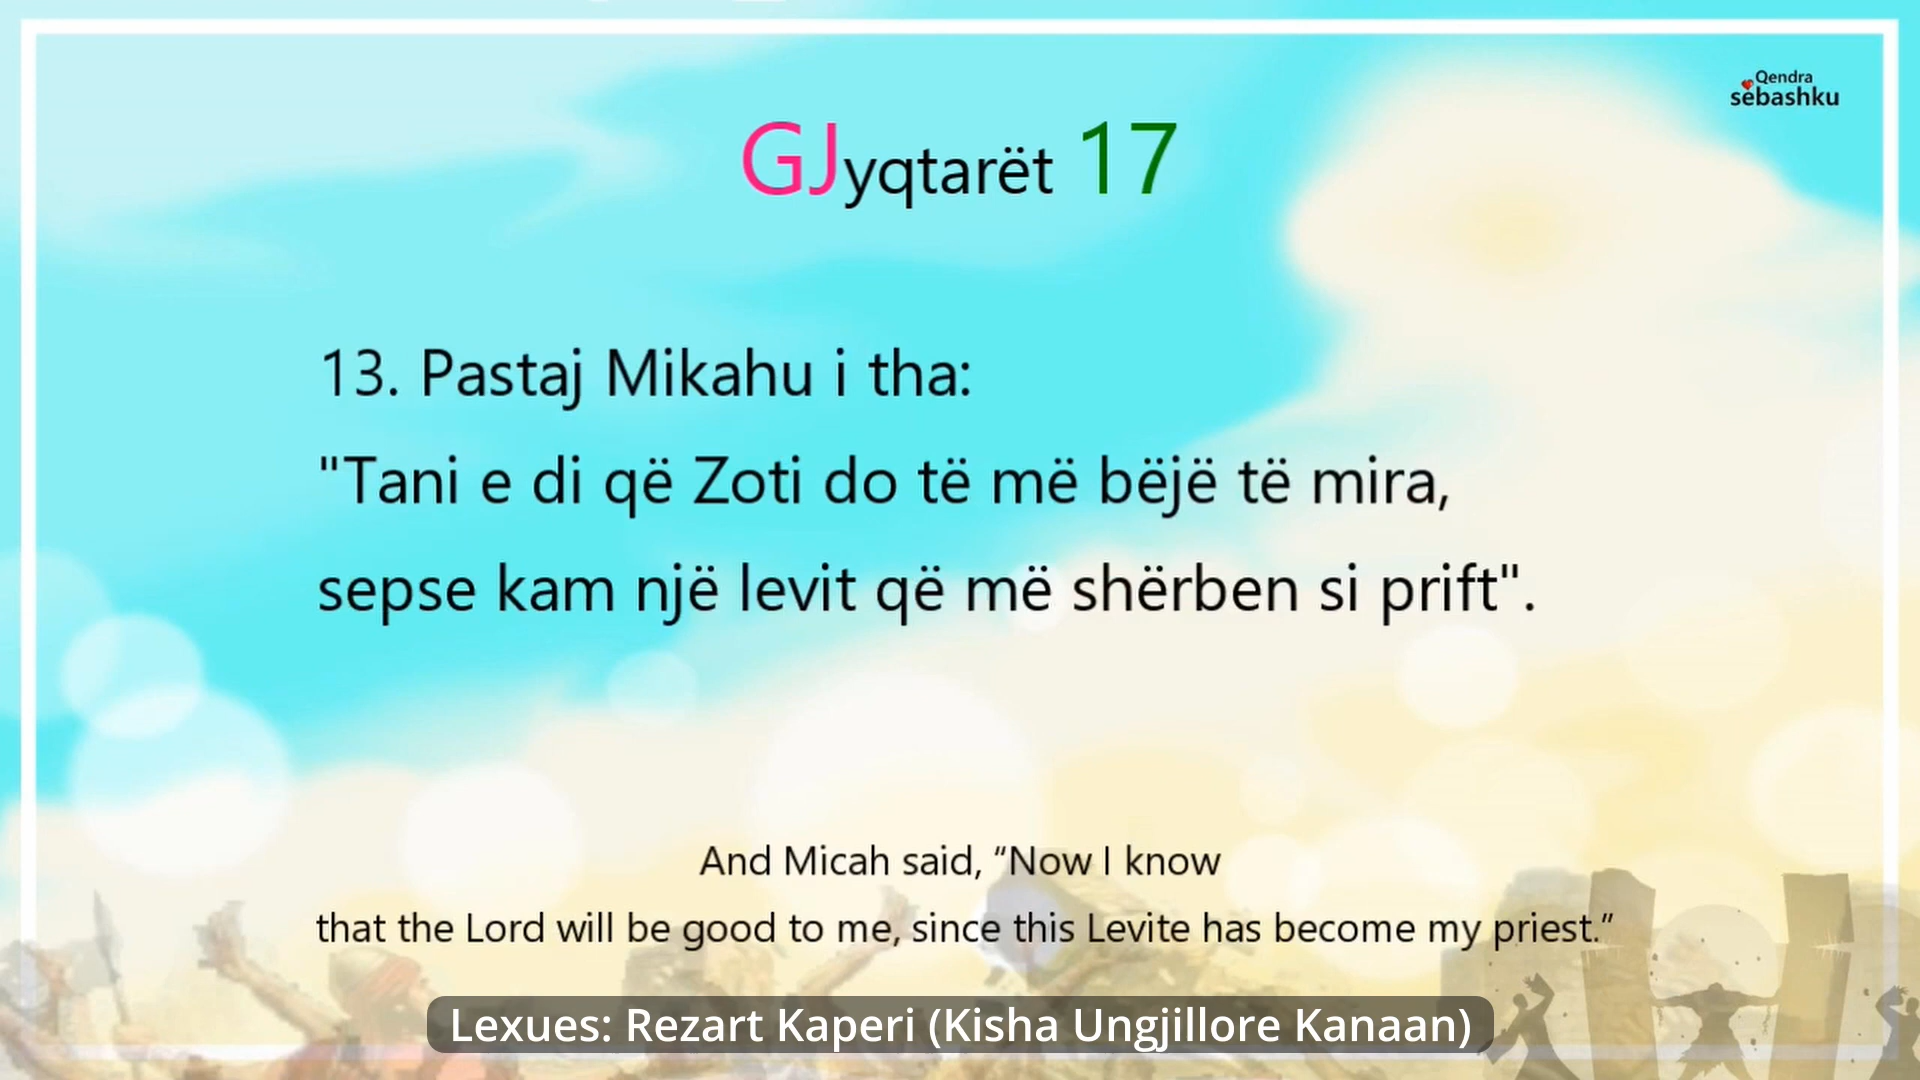 Qendra
sëbashku
GJyqtarët 17
13. Pastaj Mikahu i tha:
"Tani e di që Zoti do të më bëjë të mira,
sepse kam një levit që më shërben si prift".
And Micah said, “Now I know
that the Lord will be good to me, since this Levite has become my priest.”
Lexues: Rezart Kaperi (Kisha Ungjillore Kanaan)